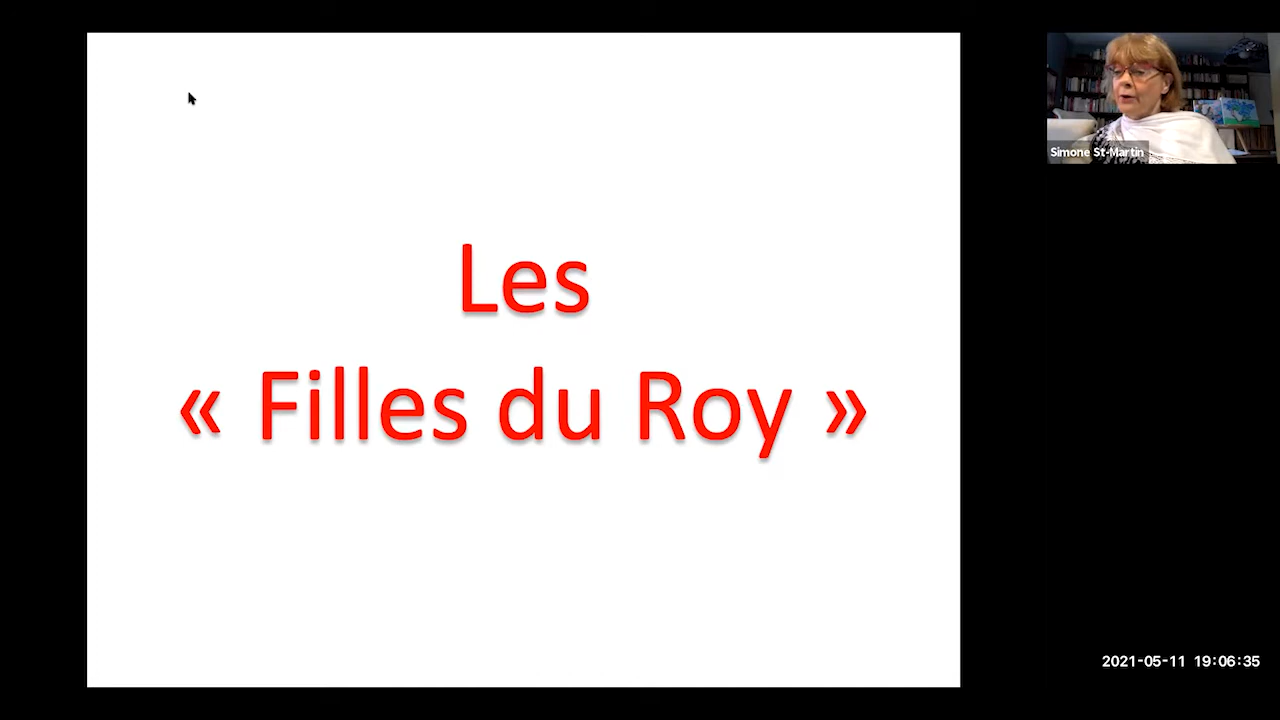 Les
« Filles du Roy »
Simone St-Martin
2021-05-11 19:06:35